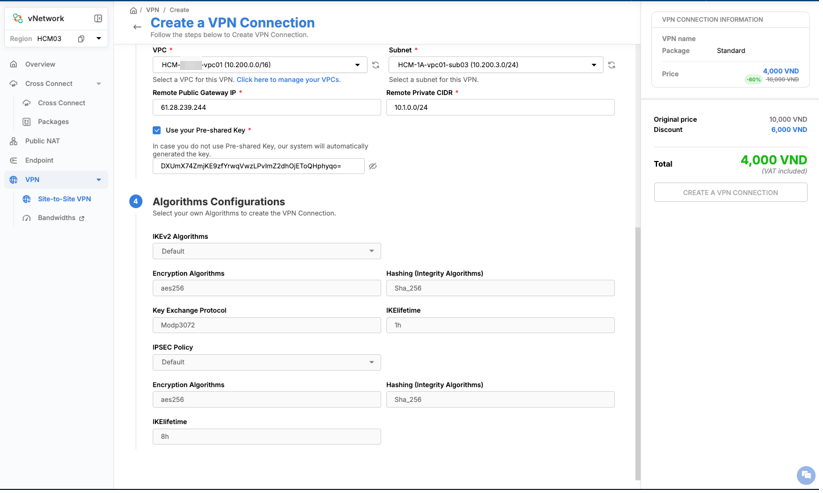 vNetwork
Region HCM03
Overview
Cross Connect
Cross Connect
Packages
Public NAT
Endpoint
VPN
Site-to-Site VPN
Bandwidths
/ VPN / Create
Create a VPN Connection
Follow the steps below to Create VPN Connection.
VPC * Subnet *
HCM- -vpc01 (10.200.0.0/16) HCM-1A-vpc01-sub03 (10.200.3.0/24)
Select a VPC for this VPN. Click here to manage your VPCs. Select a subnet for this VPN.
Remote Public Gateway IP * Remote Private CIDR *
61.28.239.244 10.1.0.0/24
Use your Pre-shared Key *
In case you do not use Pre-shared Key, our system will automatically
generated the key.
DXUmX74ZmjKE9zfYrwqVwzLPvImZ2dhOjEToQHphyqo=
4 Algorithms Configurations
Select your own Algorithms to create the VPN Connection.
IKEv2 Algorithms
Default
Encryption Algorithms Hashing (Integrity Algorithms)
aes256 Sha_256
Key Exchange Protocol IKElifetime
Modp3072 1h
IPSEC Policy
Default
Encryption Algorithms Hashing (Integrity Algorithms)
aes256 Sha_256
IKElifetime
8h
VPN CONNECTION INFORMATION
VPN name
Package Standard
Price 4,000 VND
-60% 10,000 VND
Original price 10,000 VND
Discount 6,000 VND
Total 4,000 VND
(VAT included)
CREATE A VPN CONNECTION